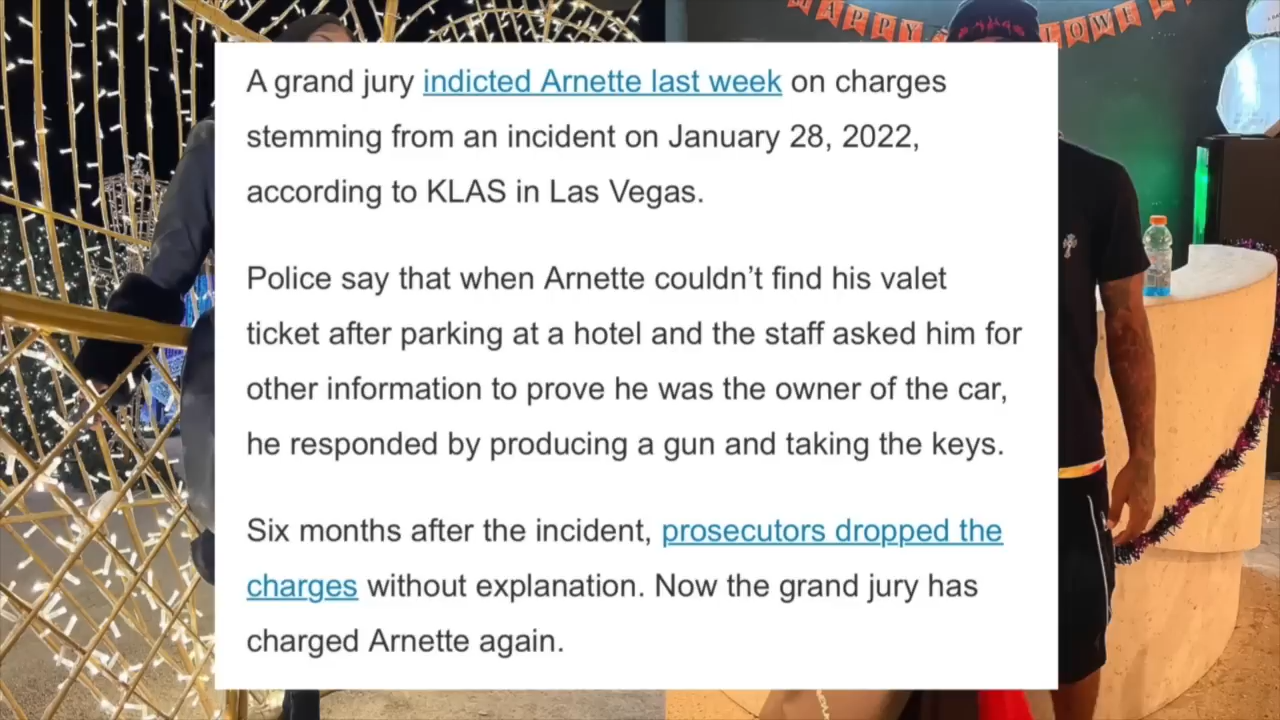 HAPPY
A grand jury indicted Arnette last week on charges
stemming from an incident on January 28, 2022,
according to KLAS in Las Vegas.
Police say that when Arnette couldn’t find his valet
ticket after parking at a hotel and the staff asked him for
other information to prove he was the owner of the car,
he responded by producing a gun and taking the keys.
Six months after the incident, prosecutors dropped the
charges without explanation. Now the grand jury has
charged Arnette again.